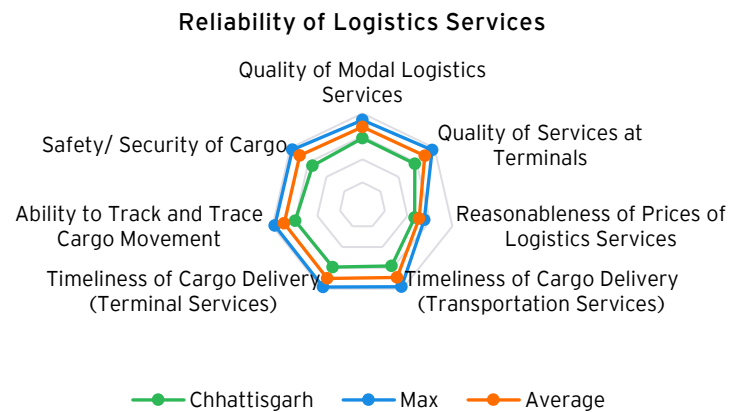 Reliability of Logistics Services
Quality of Modal Logistics
Services
Quality of Services at
Terminals
Reasonableness of Prices of
Logistics Services
Timeliness of Cargo Delivery
(Transportation Services)
Timeliness of Cargo Delivery
(Terminal Services)
Ability to Track and Trace
Cargo Movement
Safety/ Security of Cargo
Chhattisgarh
Max
Average